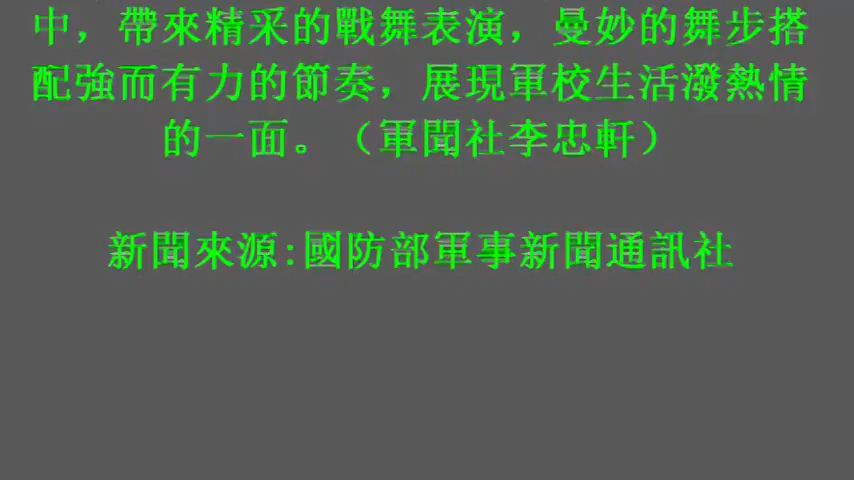 中，帶來精采的戰舞表演，曼妙的舞步搭
配強而有力的節奏，展現軍校生活潑熱情
的一面。（軍聞社李忠軒）
新聞來源:國防部軍事新聞通訊社